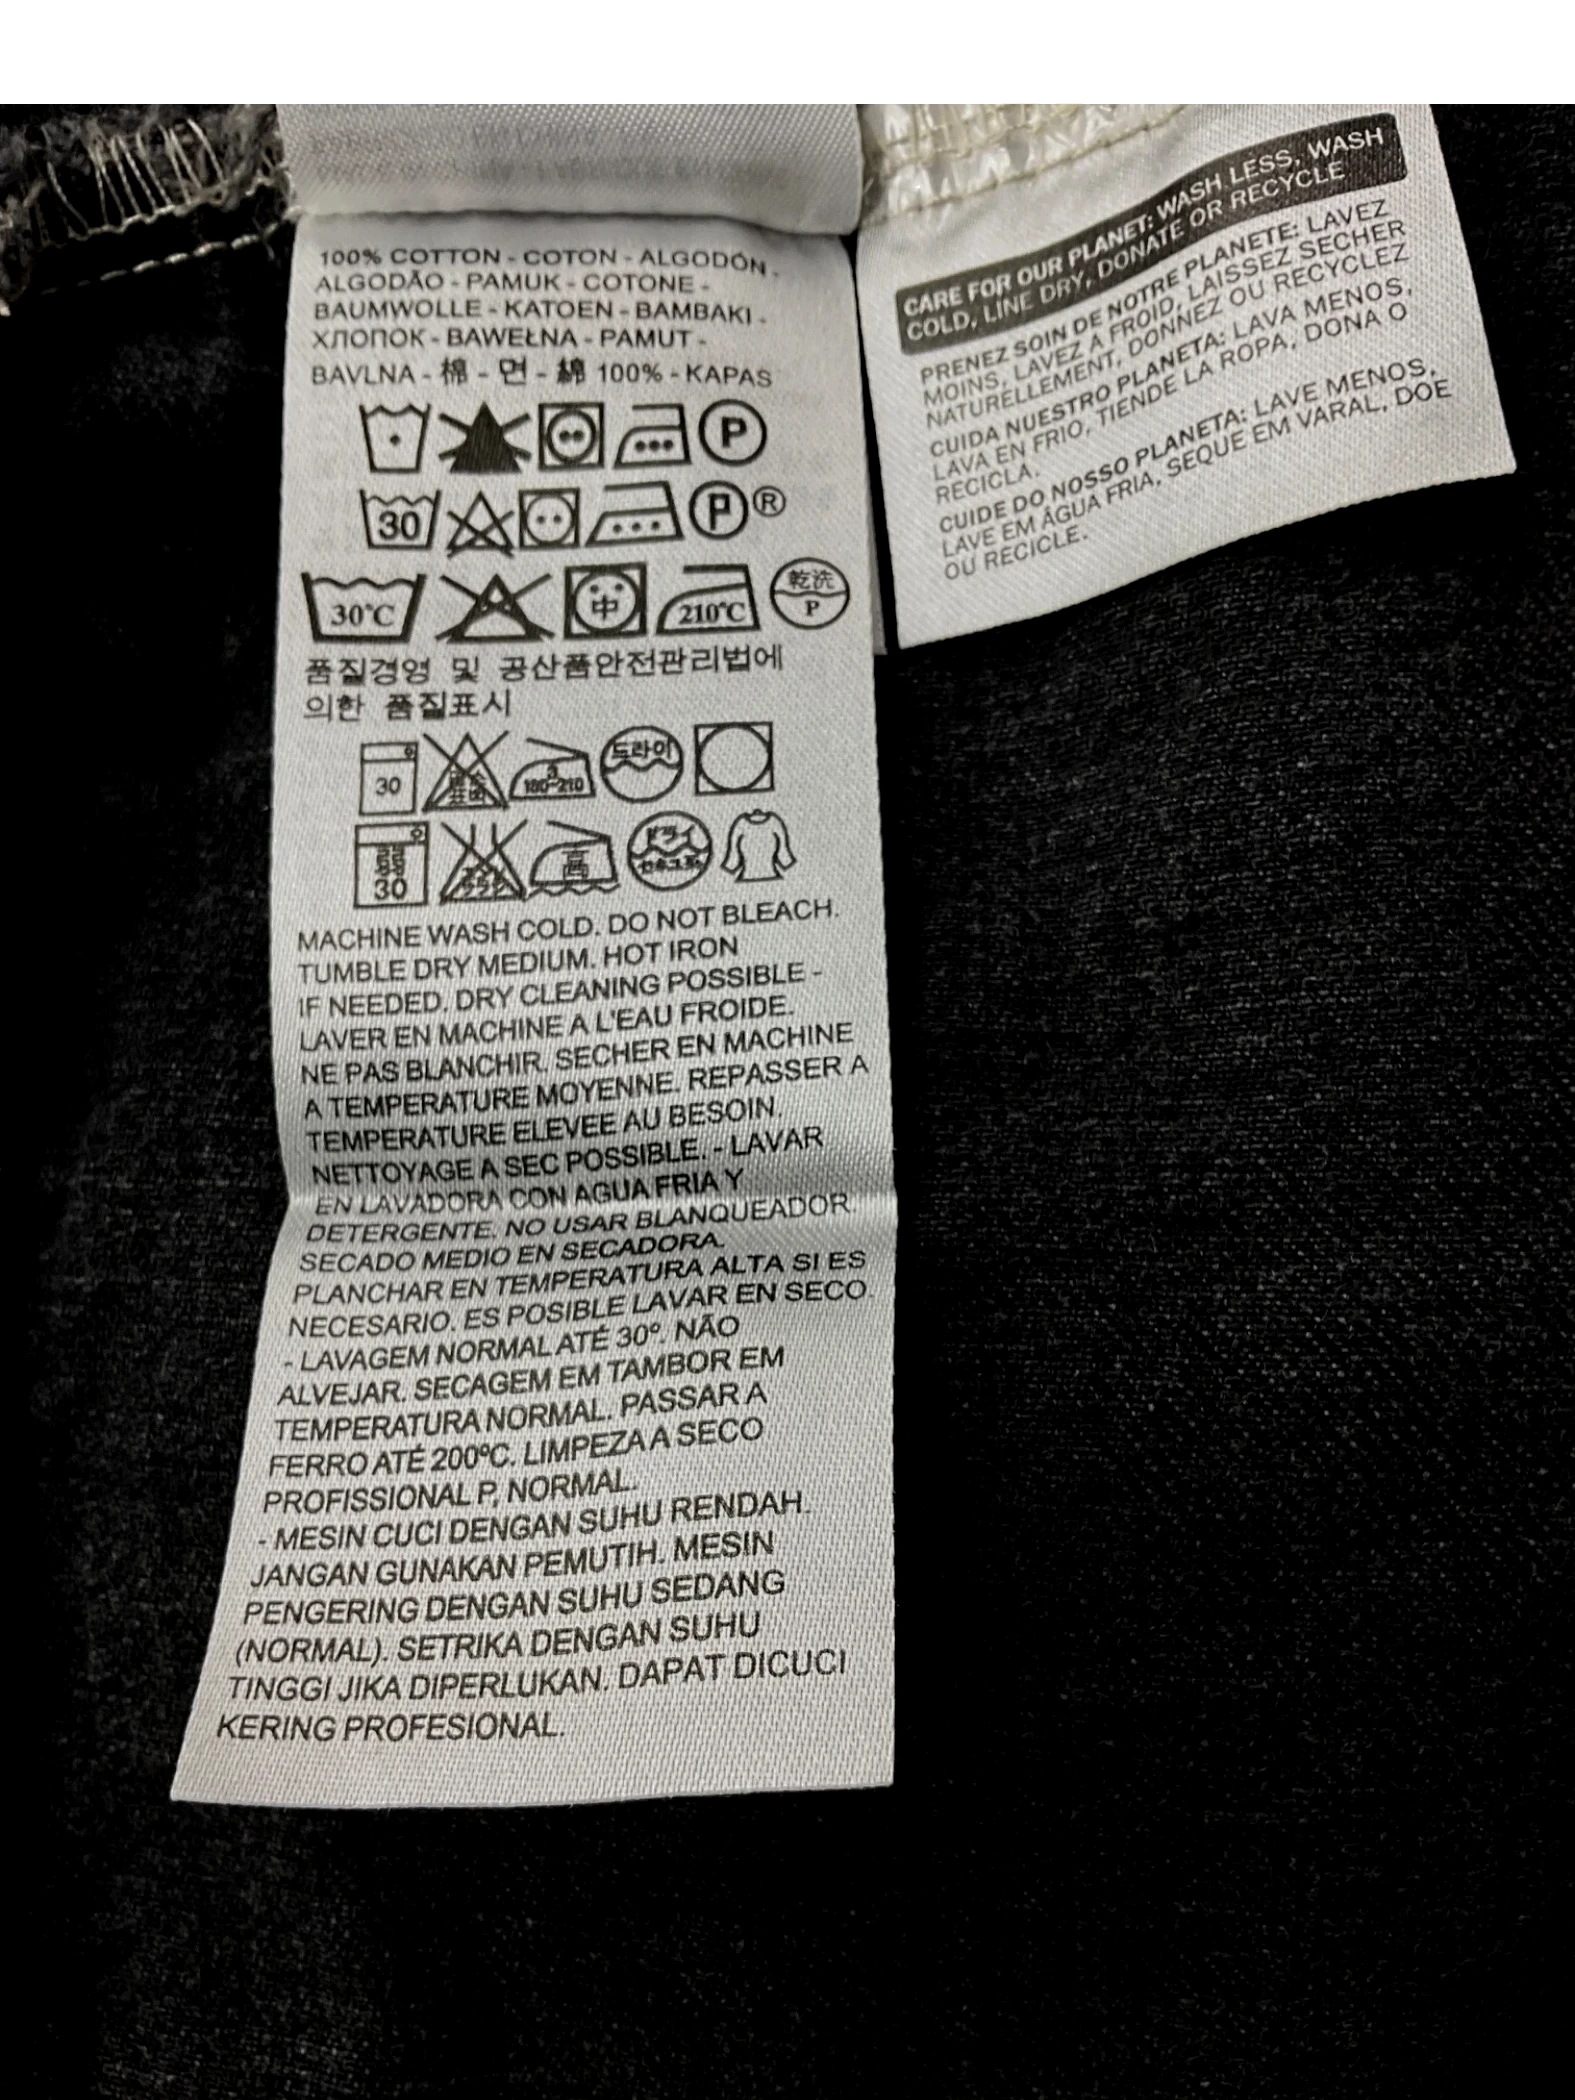 100% COTTON - COTON - ALGODÓN -
ALGODÃO - PAMUK - COTONE -
BAUMWOLLE - KATOEN - BAMBAKI -
ХЛОПОК - BAWEŁNA - PAMUT -
BAVLNA - 棉 - 면 - 綿 100% - KAPAS
P
30 P®
30℃ 中 210℃ 乾洗 P
품질경영 및 공산품안전관리법에
의한 품질표시
30 3 180-210 드라이
30 高 ドライ
MACHINE WASH COLD. DO NOT BLEACH.
TUMBLE DRY MEDIUM. HOT IRON
IF NEEDED. DRY CLEANING POSSIBLE -
LAVER EN MACHINE A L'EAU FROIDE.
NE PAS BLANCHIR. SECHER EN MACHINE
A TEMPERATURE MOYENNE. REPASSER A
TEMPERATURE ELEVEE AU BESOIN.
NETTOYAGE A SEC POSSIBLE. - LAVAR
EN LAVADORA CON AGUA FRIA Y
DETERGENTE. NO USAR BLANQUEADOR.
SECADO MEDIO EN SECADORA.
PLANCHAR EN TEMPERATURA ALTA SI ES
NECESARIO. ES POSIBLE LAVAR EN SECO.
- LAVAGEM NORMAL ATÉ 30º. NÃO
ALVEJAR. SECAGEM EM TAMBOR EM
TEMPERATURA NORMAL. PASSAR A
FERRO ATÉ 200ºC. LIMPEZA A SECO
PROFISSIONAL P, NORMAL.
- MESIN CUCI DENGAN SUHU RENDAH.
JANGAN GUNAKAN PEMUTIH. MESIN
PENGERING DENGAN SUHU SEDANG
(NORMAL). SETRIKA DENGAN SUHU
TINGGI JIKA DIPERLUKAN. DAPAT DICUCI
KERING PROFESIONAL.
CARE FOR OUR PLANET: WASH LESS, WASH
COLD, LINE DRY, DONATE OR RECYCLE
PRENEZ SOIN DE NOTRE PLANETE: LAVEZ
MOINS, LAVEZ A FROID, LAISSEZ SECHER
NATURELLEMENT, DONNEZ OU RECYCLEZ
CUIDA NUESTRO PLANETA: LAVA MENOS,
LAVA EN FRIO, TIENDE LA ROPA, DONA O
RECICLA.
CUIDE DO NOSSO PLANETA: LAVE MENOS,
LAVE EM ÁGUA FRIA, SEQUE EM VARAL, DOE
OU RECICLE.